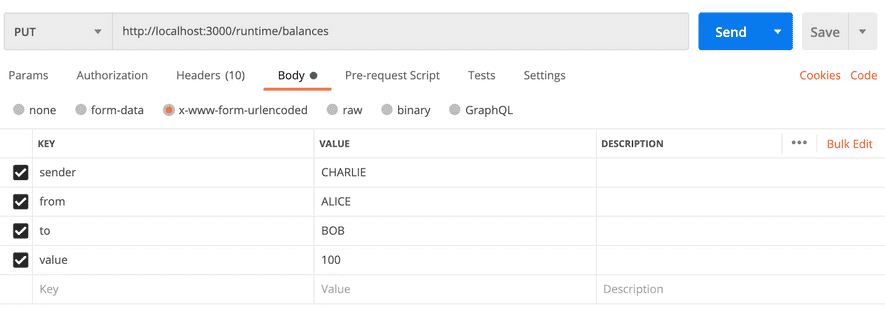 PUT http://localhost:3000/runtime/balances Send Save
Params Authorization Headers (10) Body Pre-request Script Tests Settings Cookies Code
none form-data x-www-form-urlencoded raw binary GraphQL
KEY VALUE DESCRIPTION ••• Bulk Edit
sender CHARLIE
from ALICE
to BOB
value 100
Key Value Description